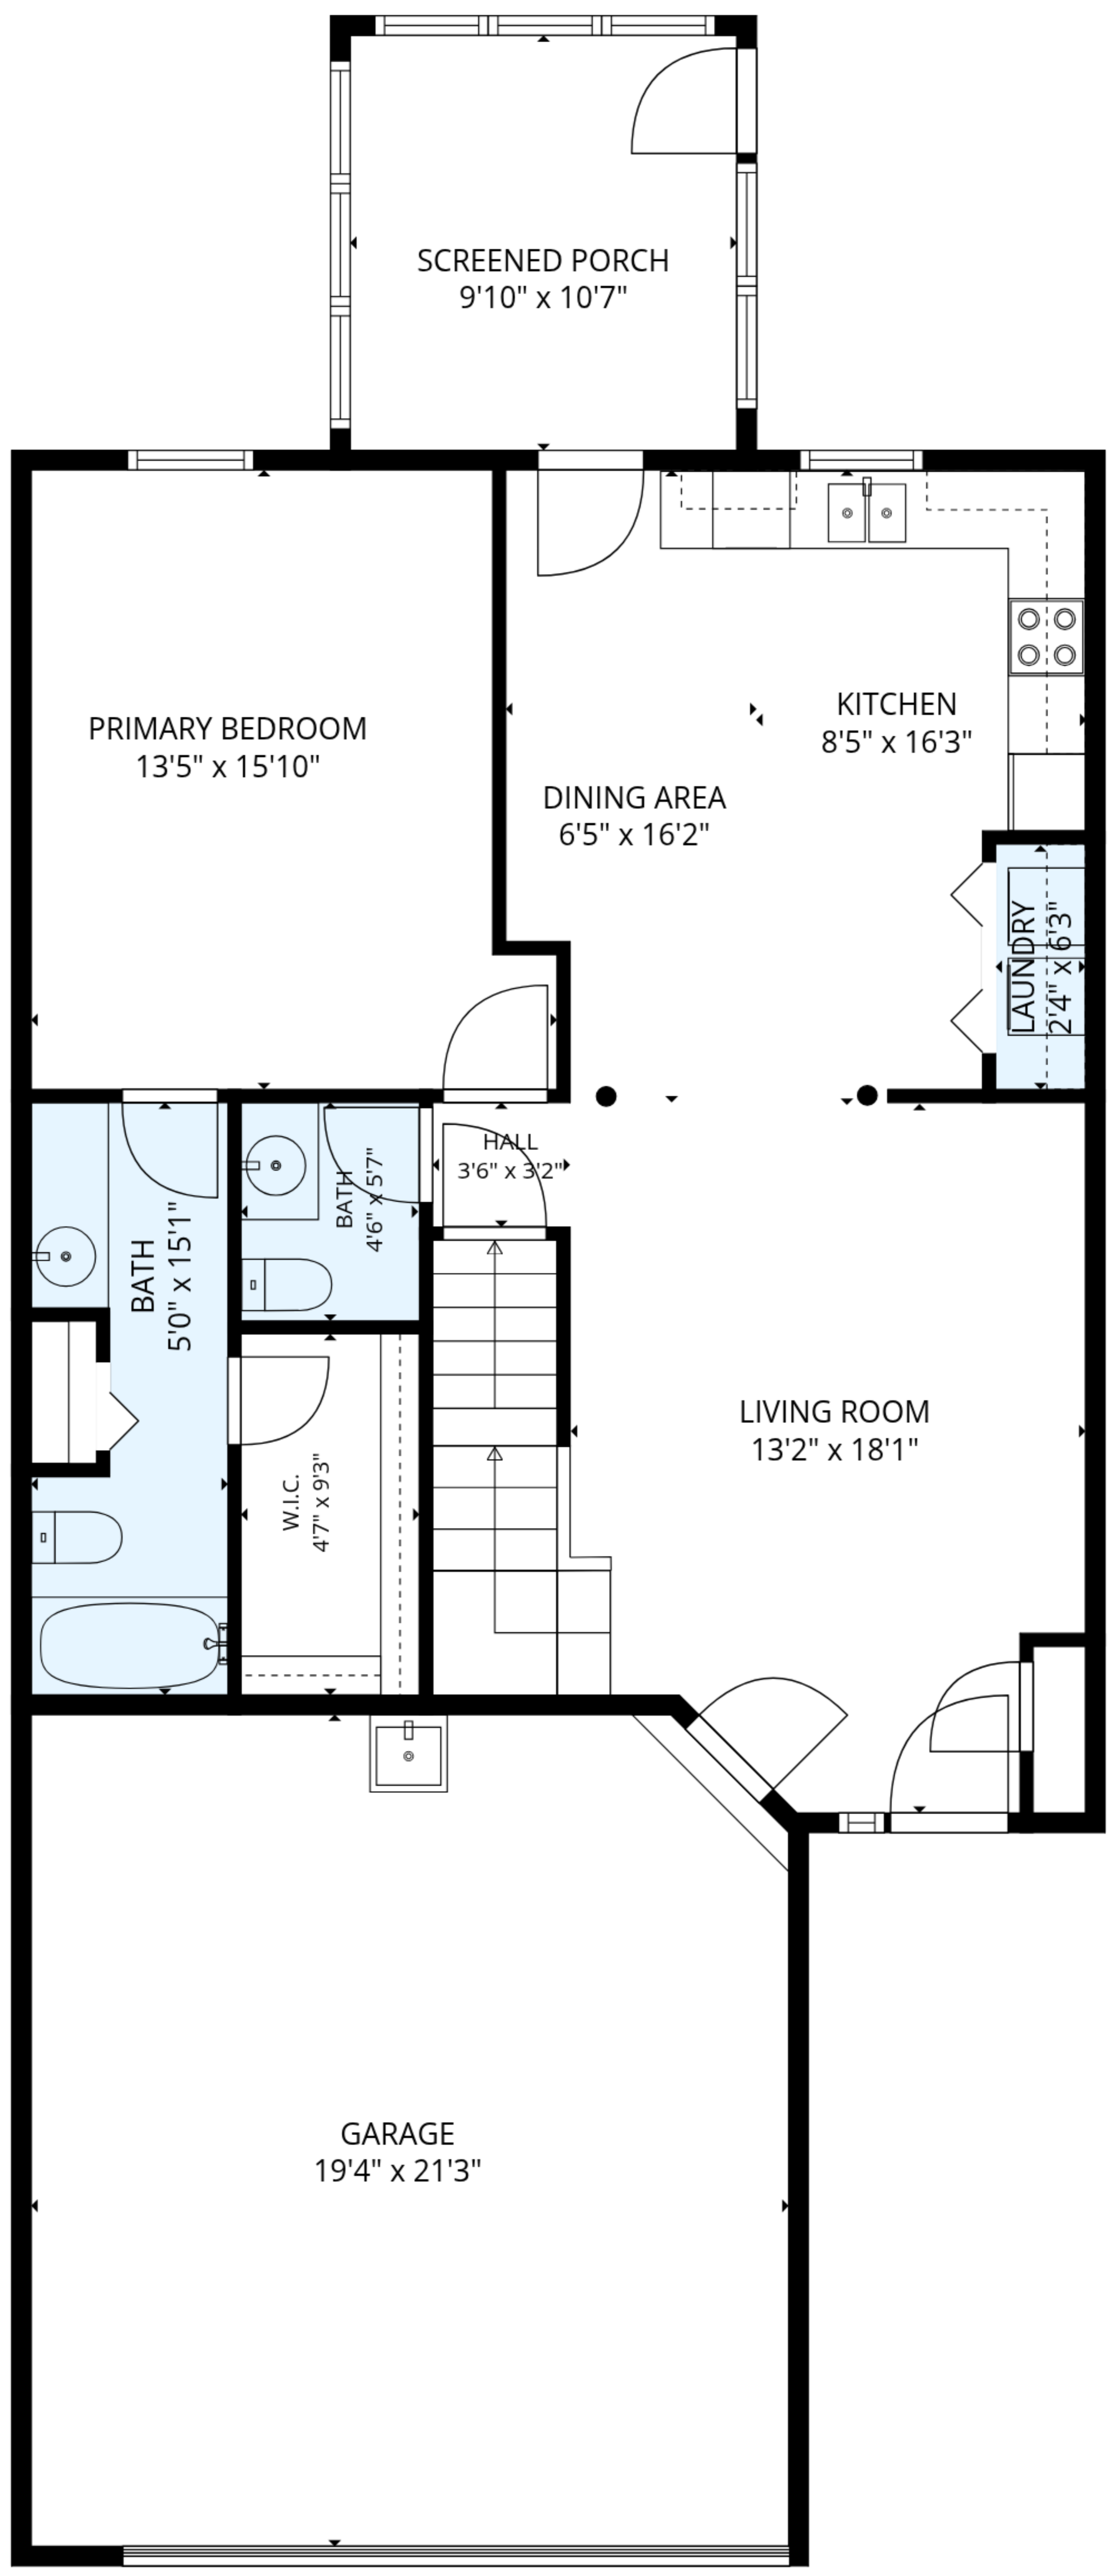 SCREENED PORCH
9'10" x 10'7"
PRIMARY BEDROOM
13'5" x 15'10"
KITCHEN
8'5" x 16'3"
DINING AREA
6'5" x 16'2"
LAUNDRY
2'4" x 6'3"
HALL
3'6" x 3'2"
BATH
4'6" x 5'7"
BATH
5'0" x 15'1"
LIVING ROOM
13'2" x 18'1"
W.I.C.
4'7" x 9'3"
GARAGE
19'4" x 21'3"